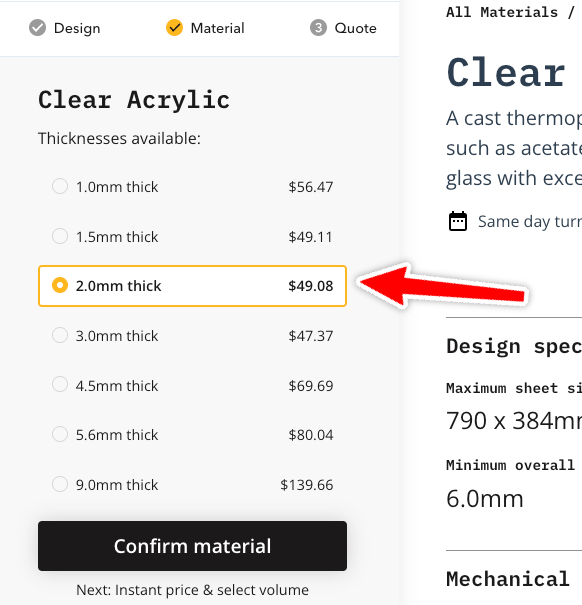 Design
Material
3 Quote
Clear Acrylic
Thicknesses available:
1.0mm thick $56.47
1.5mm thick $49.11
2.0mm thick $49.08
3.0mm thick $47.37
4.5mm thick $69.69
5.6mm thick $80.04
9.0mm thick $139.66
Confirm material
Next: Instant price & select volume
All Materials /
Clear
A cast thermop
such as acetate
glass with exce
Same day turn
Design spec
Maximum sheet si
790 x 384m
Minimum overall
6.0mm
Mechanical